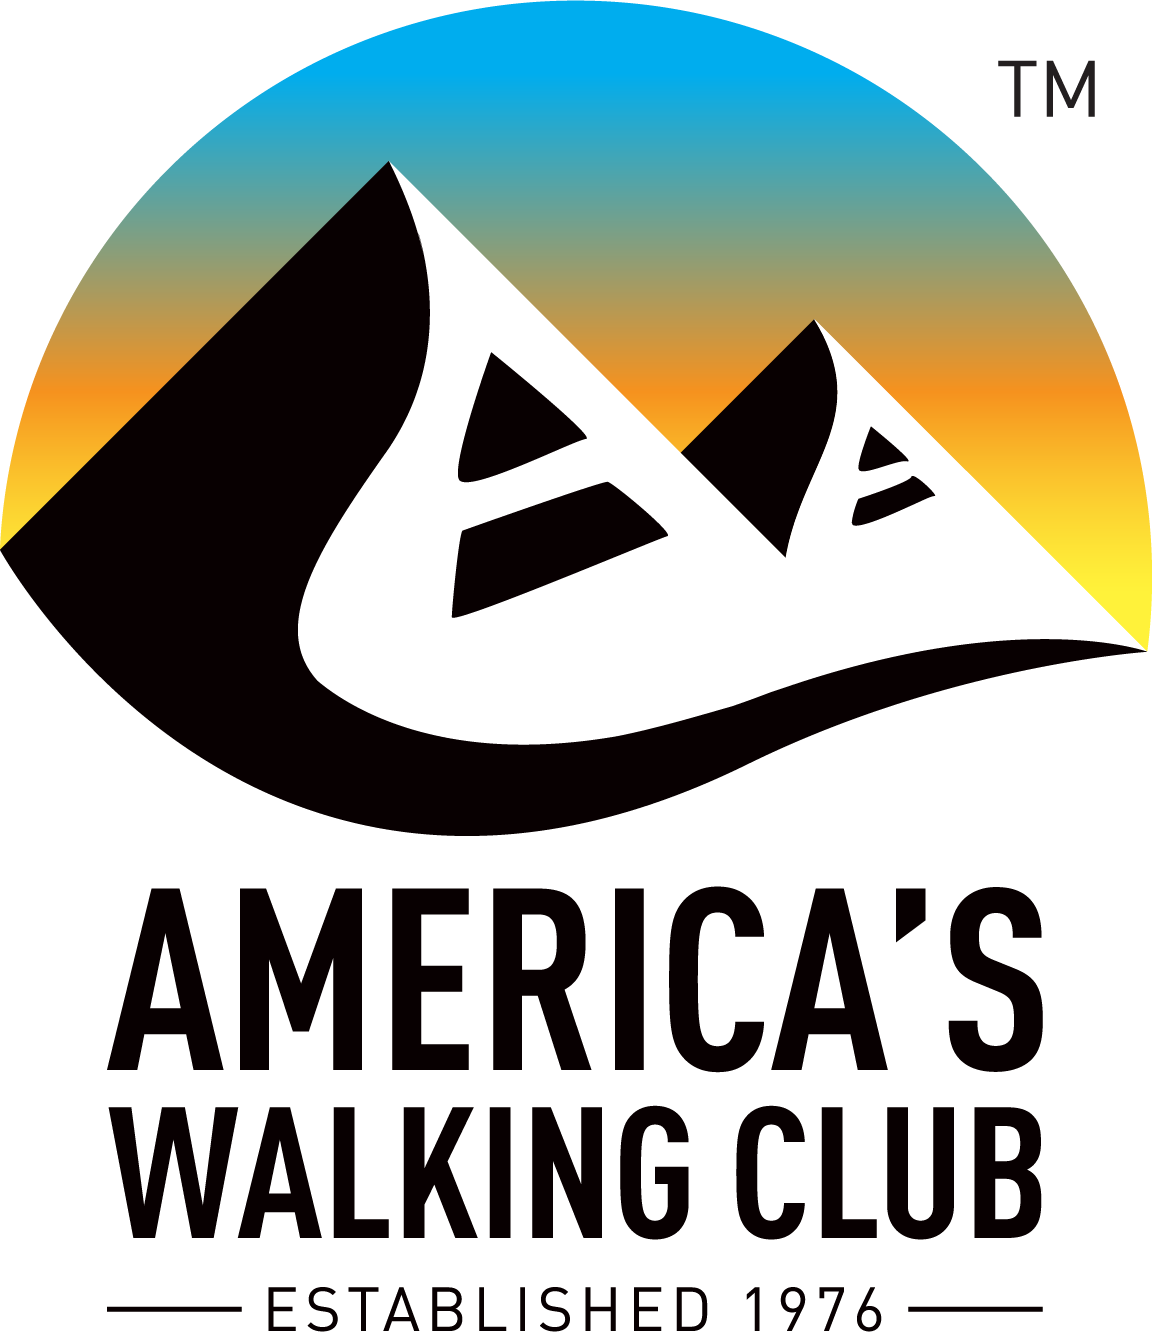 TM
AMERICA'S
WALKING CLUB
ESTABLISHED 1976